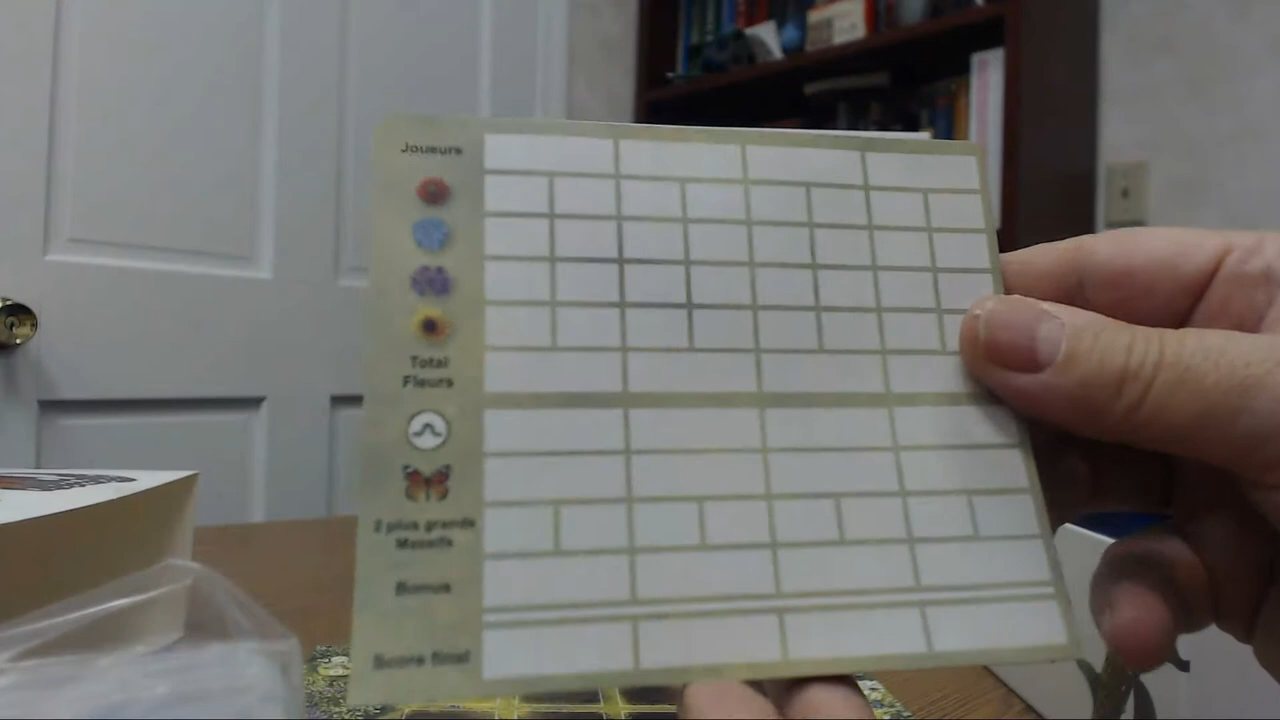 Joueurs
Total
Fleurs
2 plus grands
Massifs
Bonus
Score final